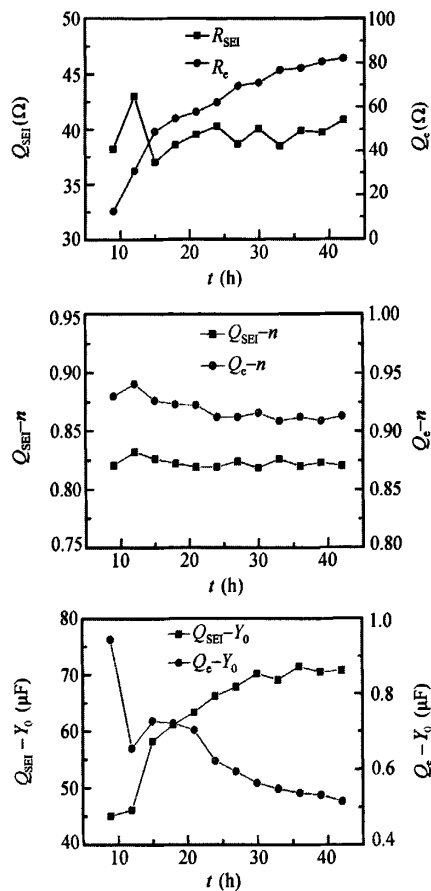 50
45
40
35
30
Q_SEI(Ω)
R_SEI
R_e
100
80
60
40
20
0
Q_e(Ω)
10 20 30 40
t (h)
0.95
0.90
0.85
0.80
0.75
Q_SEI–n
Q_SEI–n
Q_e–n
1.00
0.95
0.90
0.85
0.80
Q_e–n
10 20 30 40
t (h)
80
70
60
50
40
Q_SEI–Y_0 (μF)
Q_SEI–Y_0
Q_e–Y_0
1.0
0.8
0.6
0.4
Q_e–Y_0 (μF)
10 20 30 40
t (h)